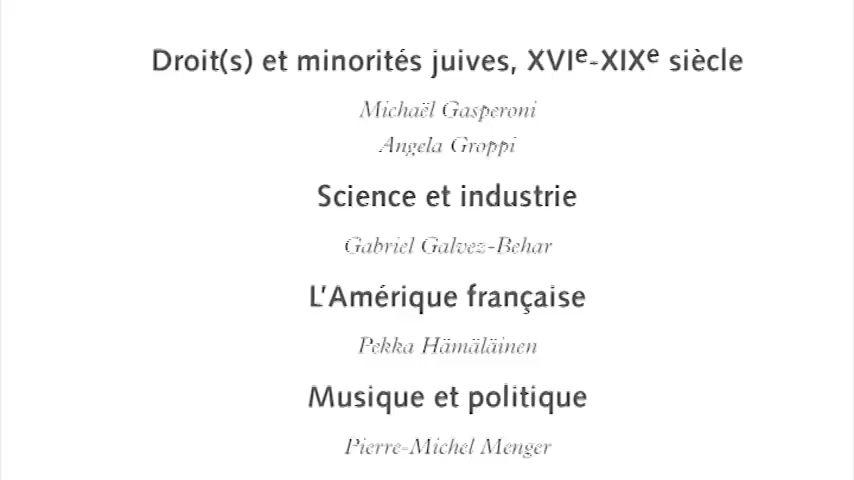 Droit(s) et minorités juives, XVIe-XIXe siècle
Michaël Gasperoni
Angela Groppi
Science et industrie
Gabriel Galvez-Behar
L'Amérique française
Pekka Hämäläinen
Musique et politique
Pierre-Michel Menger